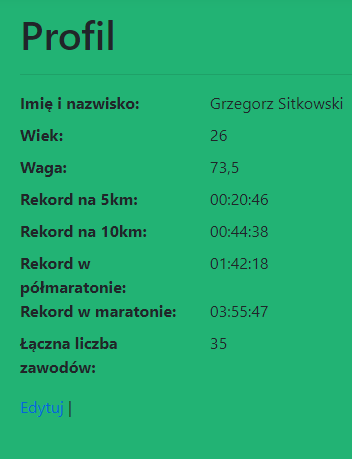 Profil
Imię i nazwisko: Grzegorz Sitkowski
Wiek: 26
Waga: 73,5
Rekord na 5km: 00:20:46
Rekord na 10km: 00:44:38
Rekord w 01:42:18
półmaratonie:
Rekord w maratonie: 03:55:47
Łączna liczba 35
zawodów:
Edytuj |